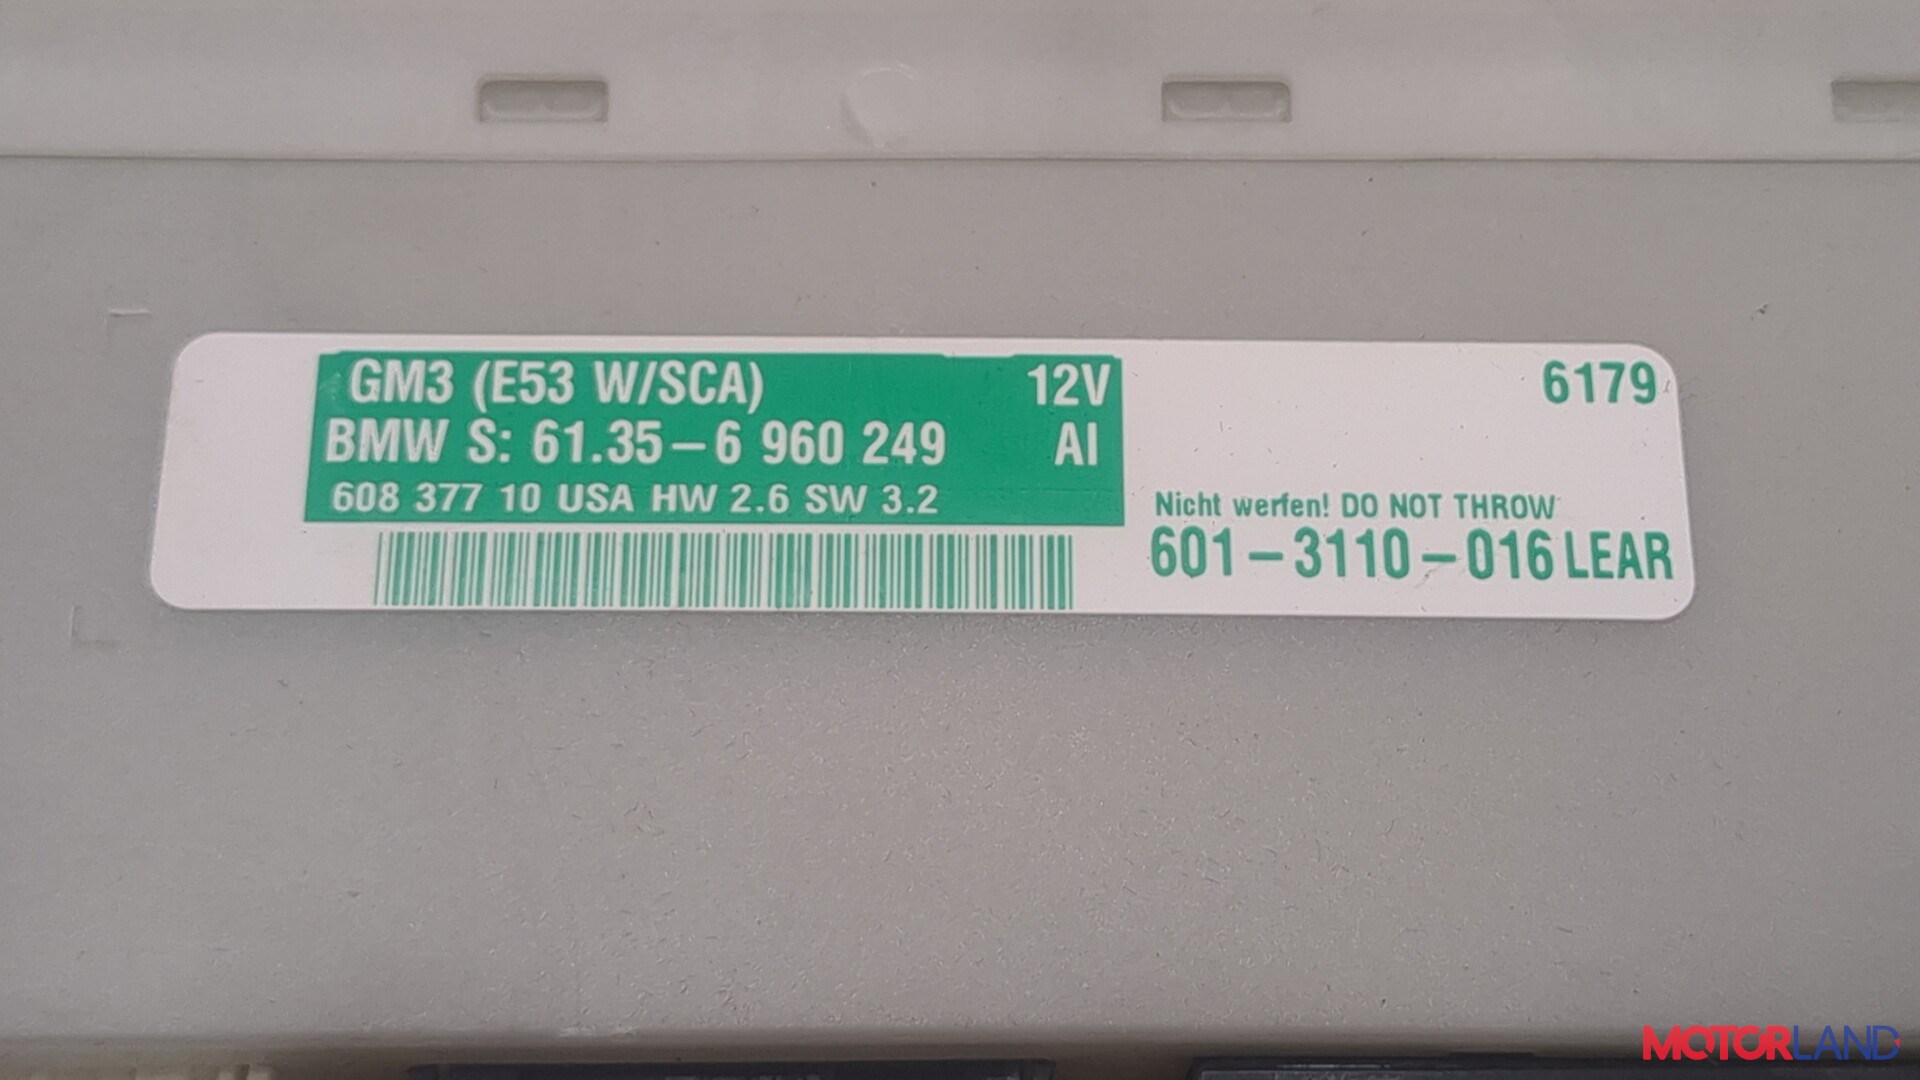 GM3 (E53 W/SCA) 12V
BMW S: 61.35-6 960 249 AI
608 377 10 USA HW 2.6 SW 3.2
6179
Nicht werfen! DO NOT THROW
601-3110-016 LEAR
MOTORLAND